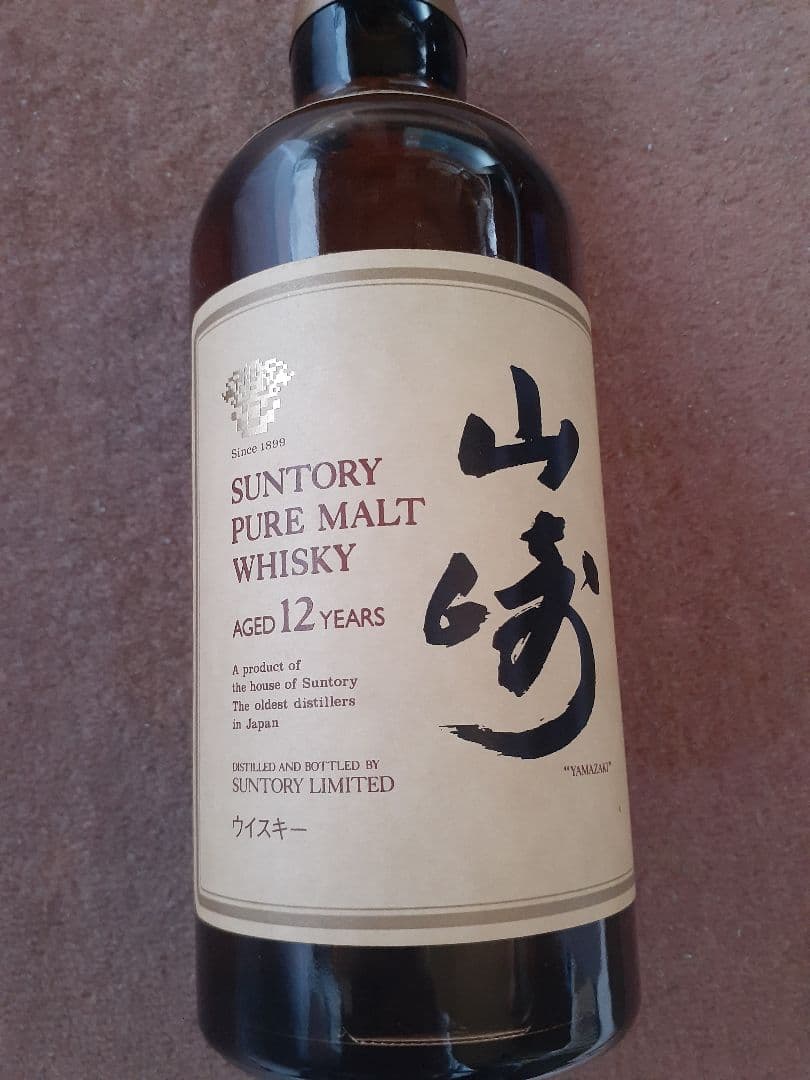 Since 1899
SUNTORY
PURE MALT
WHISKY
AGED 12 YEARS
A product of
the house of Suntory
The oldest distillers
in Japan
DISTILLED AND BOTTLED BY
SUNTORY LIMITED
ウイスキー
山崎
"YAMAZAKI"